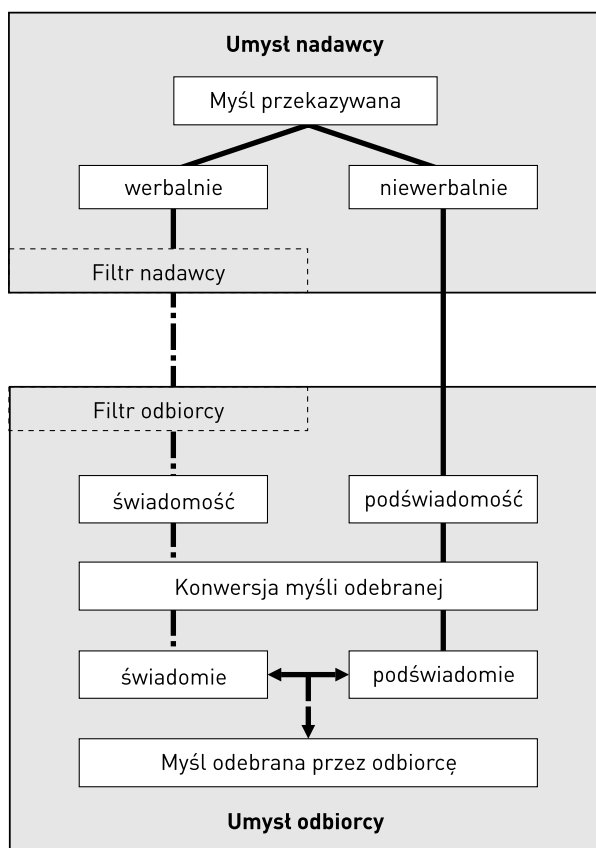 Umysł nadawcy
Myśl przekazywana
werbalnie
niewerbalnie
Filtr nadawcy
Filtr odbiorcy
świadomość
podświadomość
Konwersja myśli odebranej
świadomie
podświadomie
Myśl odebrana przez odbiorcę
Umysł odbiorcy